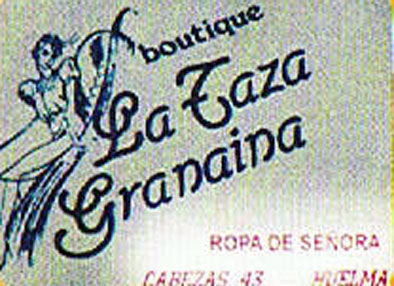 boutique
La Taza
Granaina
ROPA DE SEÑORA
CABEZAS 43 HUELMA